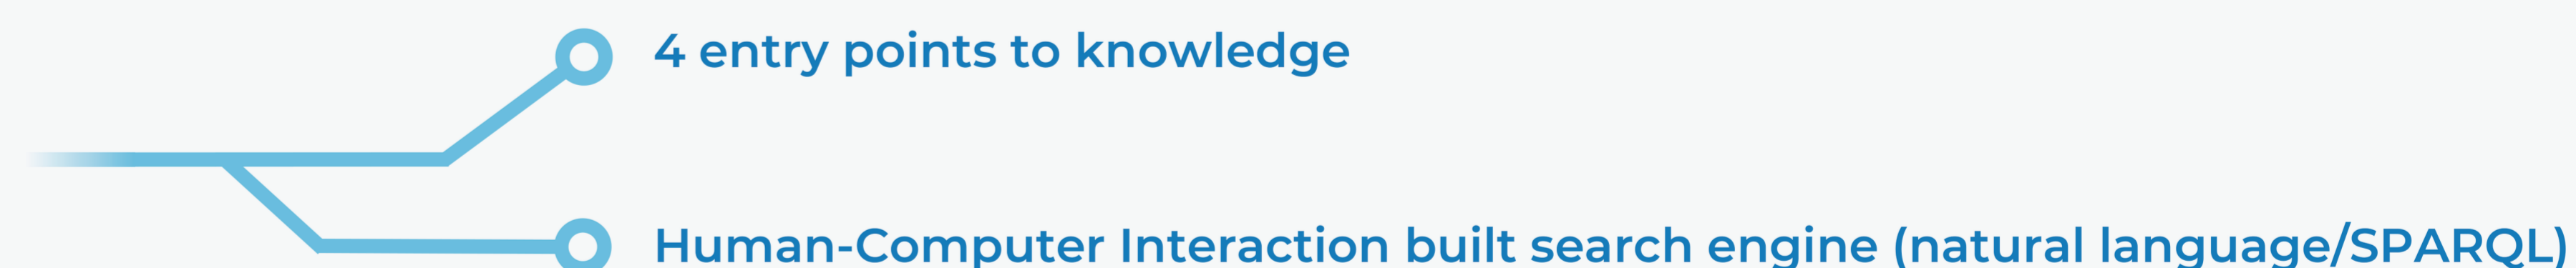 4 entry points to knowledge
Human-Computer Interaction built search engine (natural language/SPARQL)